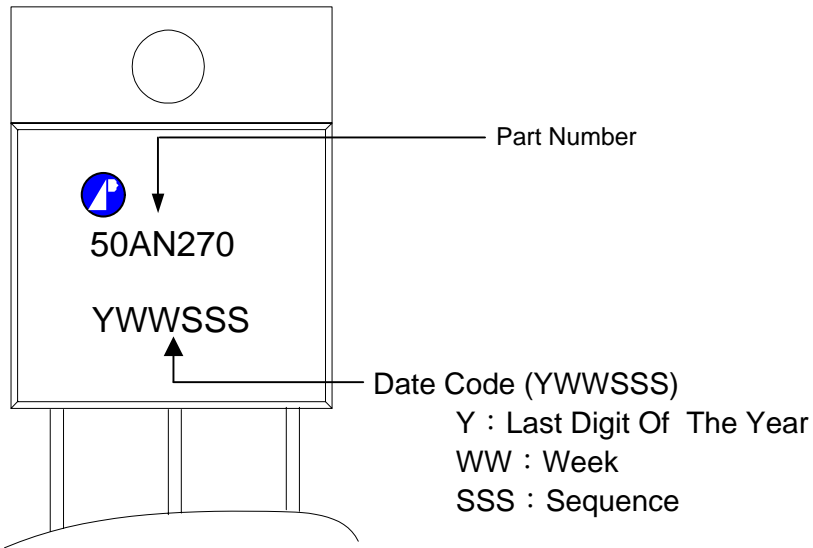 Part Number
50AN270
YWWSSS
Date Code (YWWSSS)
Y：Last Digit Of The Year
WW：Week
SSS：Sequence